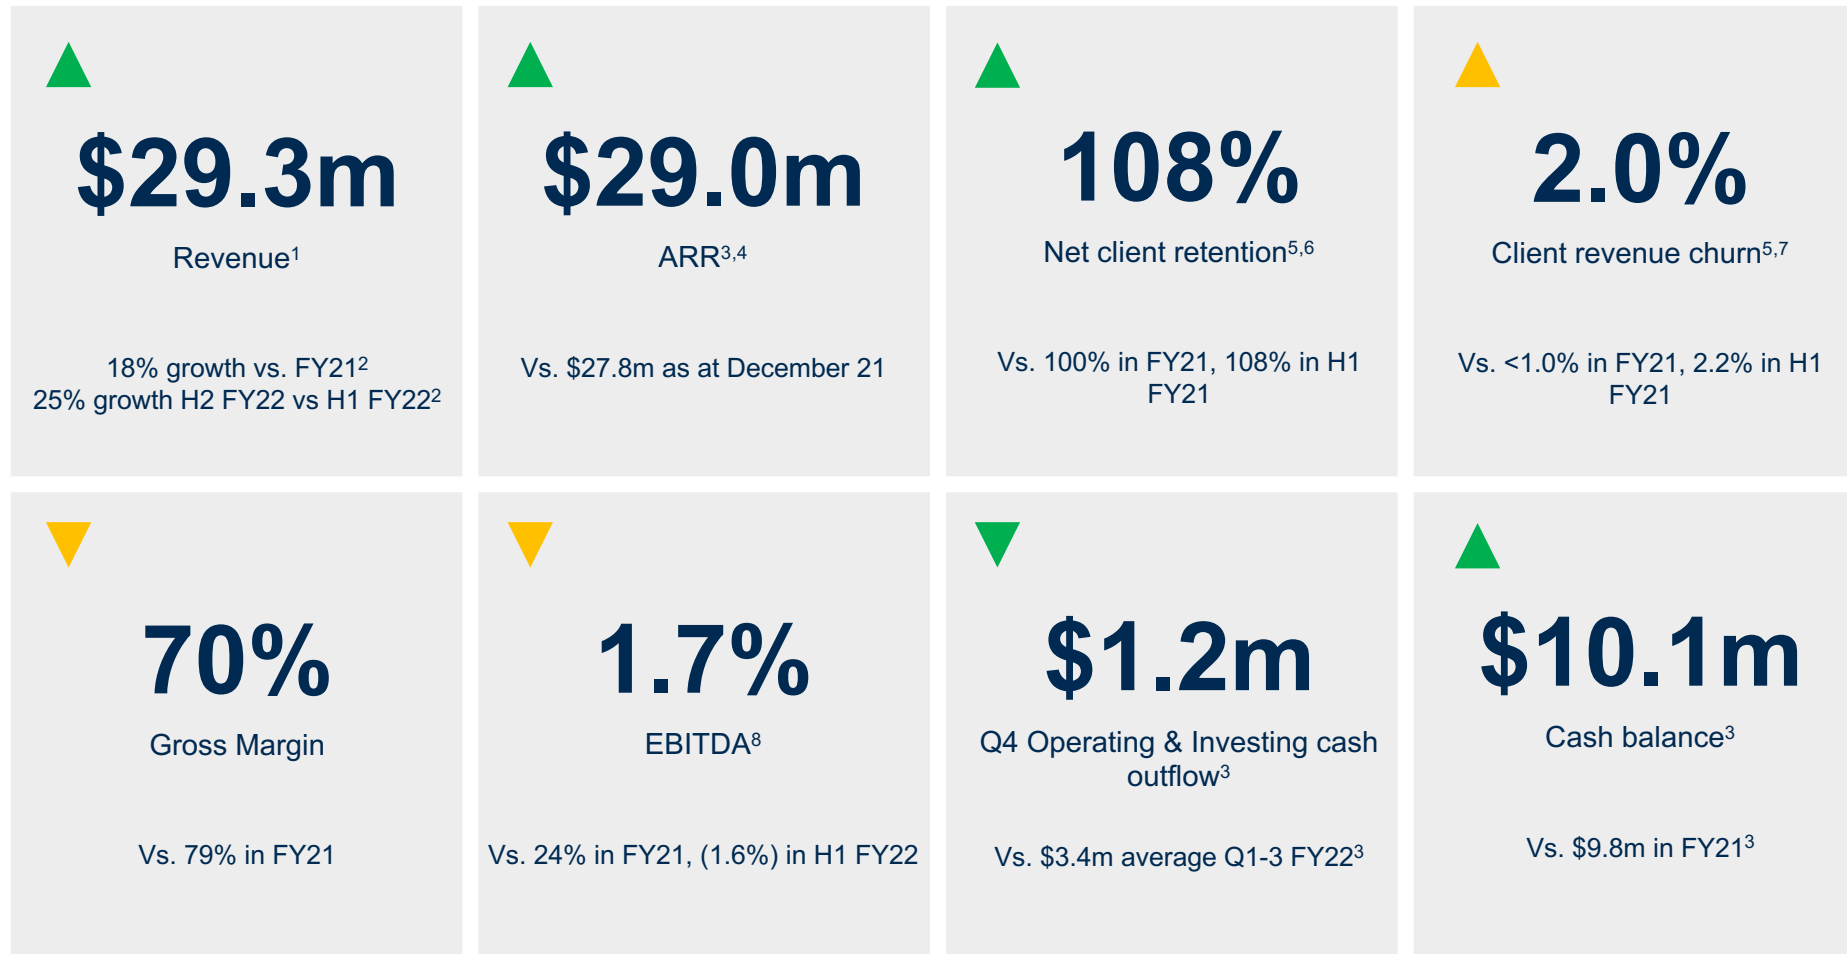 $29.3m
Revenue1
18% growth vs. FY212
25% growth H2 FY22 vs H1 FY222
$29.0m
ARR3,4
Vs. $27.8m as at December 21
108%
Net client retention5,6
Vs. 100% in FY21, 108% in H1
FY21
2.0%
Client revenue churn5,7
Vs. <1.0% in FY21, 2.2% in H1
FY21
70%
Gross Margin
Vs. 79% in FY21
1.7%
EBITDA8
Vs. 24% in FY21, (1.6%) in H1 FY22
$1.2m
Q4 Operating & Investing cash
outflow3
Vs. $3.4m average Q1-3 FY223
$10.1m
Cash balance3
Vs. $9.8m in FY213